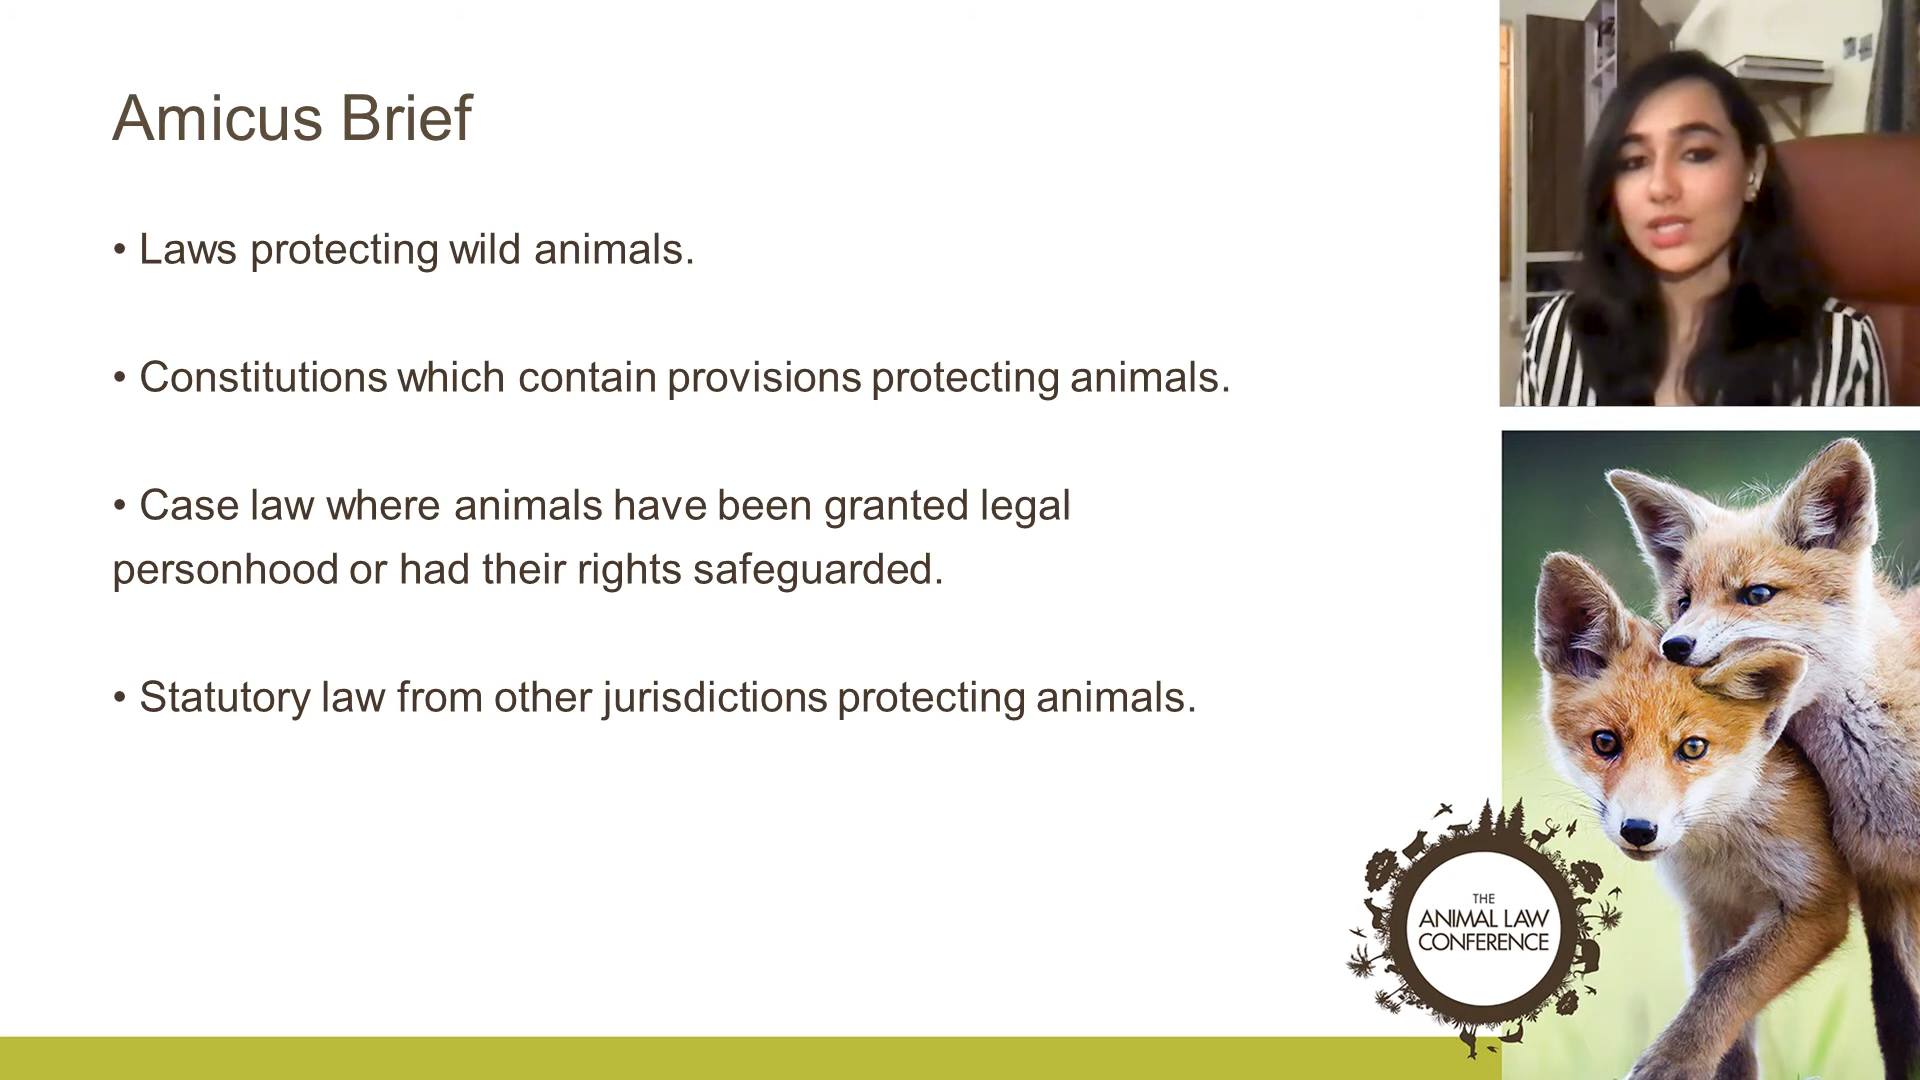 Amicus Brief
• Laws protecting wild animals.
• Constitutions which contain provisions protecting animals.
• Case law where animals have been granted legal
personhood or had their rights safeguarded.
• Statutory law from other jurisdictions protecting animals.
THE
ANIMAL LAW
CONFERENCE